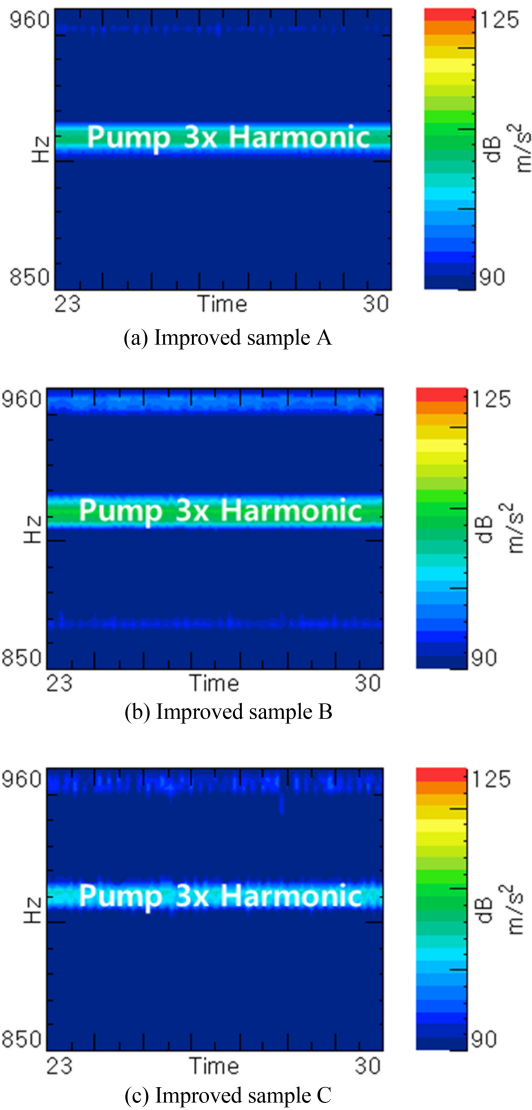 960
125
Pump 3x Harmonic
Hz
dB
m/s²
850
90
23
Time
30
(a) Improved sample A
960
125
Pump 3x Harmonic
Hz
dB
m/s²
850
90
23
Time
30
(b) Improved sample B
960
125
Pump 3x Harmonic
Hz
dB
m/s²
850
90
23
Time
30
(c) Improved sample C